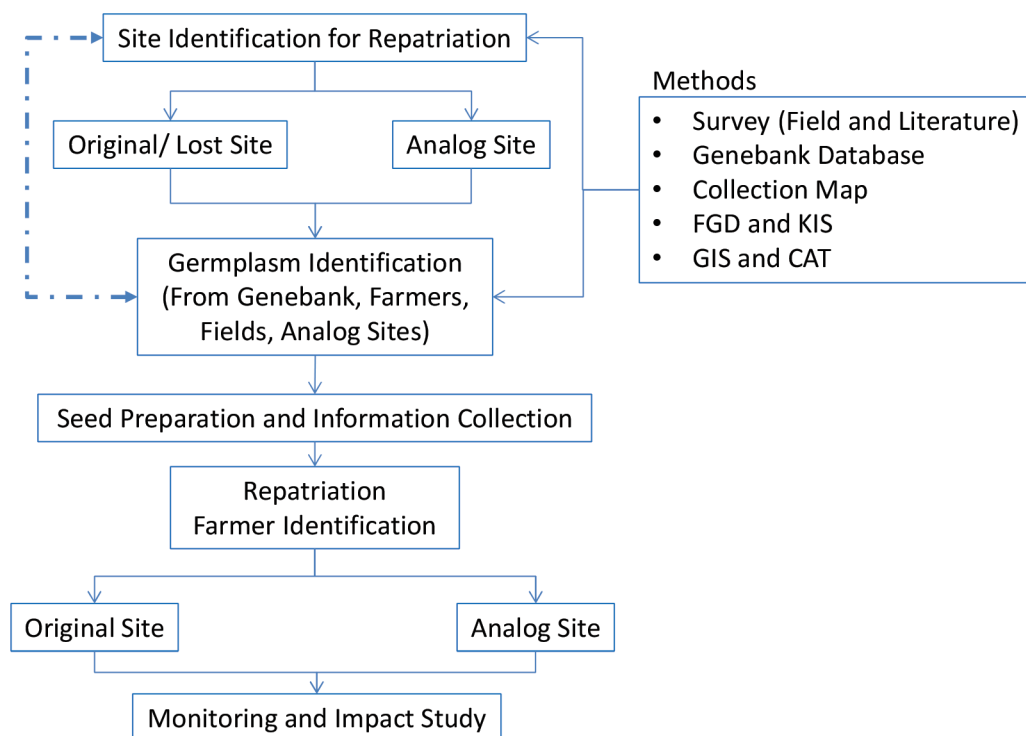 Site Identification for Repatriation
Methods
• Survey (Field and Literature)
• Genebank Database
• Collection Map
• FGD and KIS
• GIS and CAT
Original/ Lost Site
Analog Site
Germplasm Identification
(From Genebank, Farmers,
Fields, Analog Sites)
Seed Preparation and Information Collection
Repatriation
Farmer Identification
Original Site
Analog Site
Monitoring and Impact Study